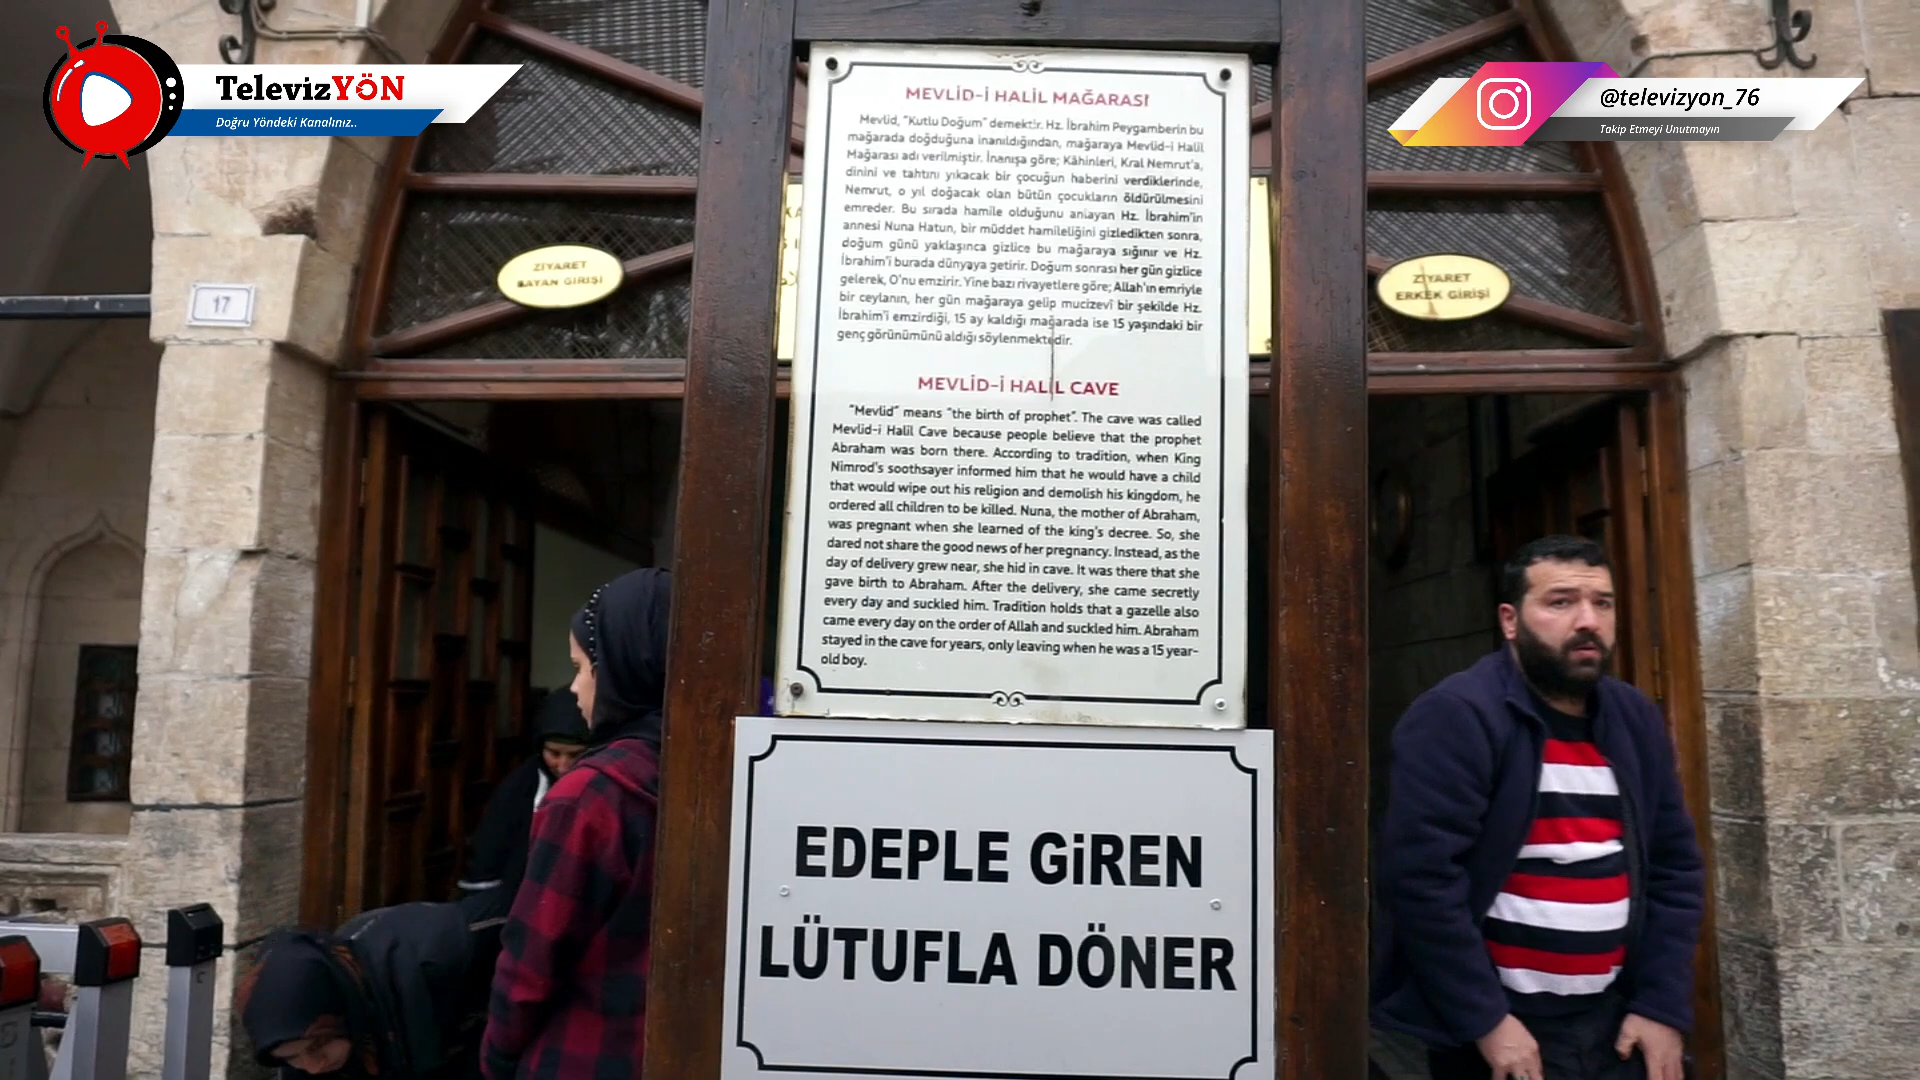 TelevizYÖN
Doğru Yöndeki Kanalınız..
@televizyon_76
Takip Etmeyi Unutmayın
MEVLİD-İ HALİL MAĞARASI
Mevlid, "Kutlu Doğum" demektir. Hz. İbrahim Peygamberin bu
mağarada doğduğuna inanıldığından, mağaraya Mevlid-i Halil
Mağarası adı verilmiştir. İnanışa göre; Kâhinleri, Kral Nemrut'a,
dinini ve tahtını yıkacak bir çocuğun haberini verdiklerinde,
Nemrut, o yıl doğacak olan bütün çocukların öldürülmesini
emreder. Bu sırada hamile olduğunu anlayan Hz. İbrahim'in
annesi Nuna Hatun, bir müddet hamileliğini gizledikten sonra,
doğum günü yaklaşınca gizlice bu mağaraya sığınır ve Hz.
İbrahim'i burada dünyaya getirir. Doğum sonrası her gün gizlice
gelerek, O'nu emzirir. Yine bazı rivayetlere göre; Allah'ın emriyle
bir ceylanın, her gün mağaraya gelip mucizevî bir şekilde Hz.
İbrahim'i emzirdiği, 15 ay kaldığı mağarada ise 15 yaşındaki bir
genç görünümünü aldığı söylenmektedir.
MEVLİD-İ HALİL CAVE
"Mevlid" means "the birth of prophet". The cave was called
Mevlid-i Halil Cave because people believe that the prophet
Abraham was born there. According to tradition, when King
Nimrod's soothsayer informed him that he would have a child
that would wipe out his religion and demolish his kingdom, he
ordered all children to be killed. Nuna, the mother of Abraham,
was pregnant when she learned of the king's decree. So, she
dared not share the good news of her pregnancy. Instead, as the
day of delivery grew near, she hid in cave. It was there that she
gave birth to Abraham. After the delivery, she came secretly
every day and suckled him. Tradition holds that a gazelle also
came every day on the order of Allah and suckled him. Abraham
stayed in the cave for years, only leaving when he was a 15 year-
old boy.
ZİYARET
BAYAN GİRİŞİ
ZİYARET
ERKEK GİRİŞİ
17
EDEPLE GİREN
LÜTUFLA DÖNER